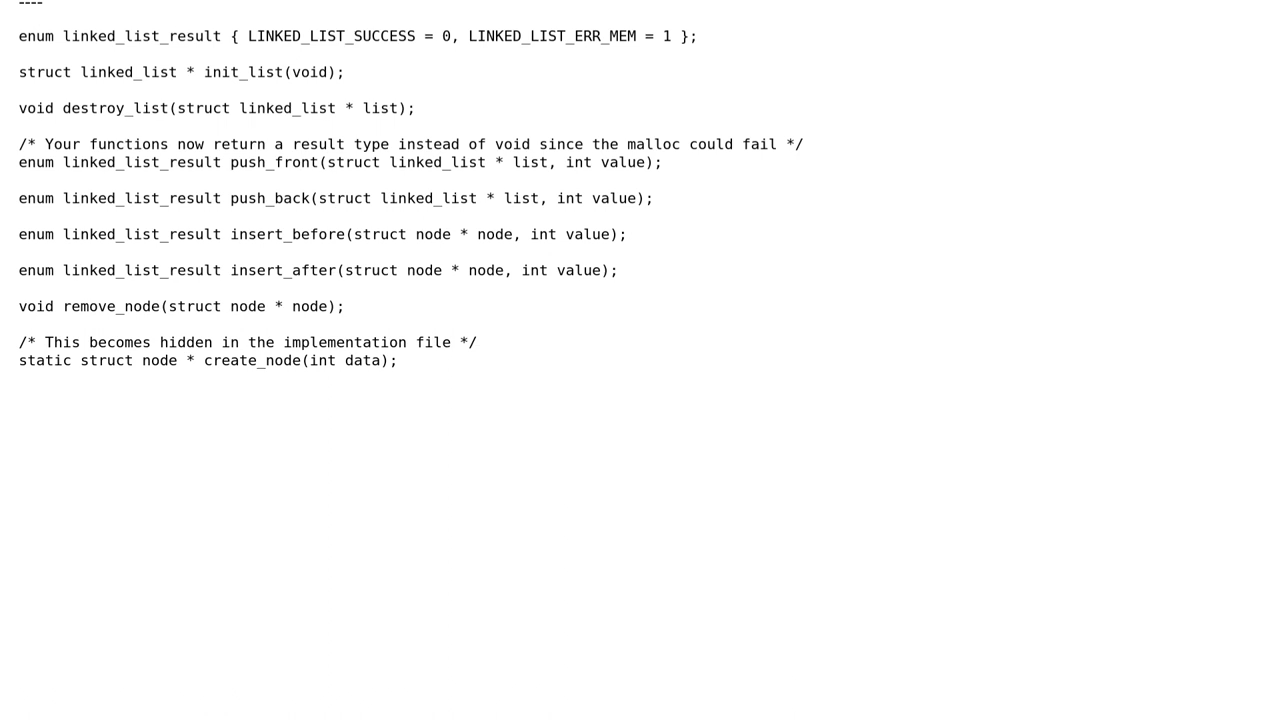 ----
enum linked_list_result { LINKED_LIST_SUCCESS = 0, LINKED_LIST_ERR_MEM = 1 };
struct linked_list * init_list(void);
void destroy_list(struct linked_list * list);
/* Your functions now return a result type instead of void since the malloc could fail */
enum linked_list_result push_front(struct linked_list * list, int value);
enum linked_list_result push_back(struct linked_list * list, int value);
enum linked_list_result insert_before(struct node * node, int value);
enum linked_list_result insert_after(struct node * node, int value);
void remove_node(struct node * node);
/* This becomes hidden in the implementation file */
static struct node * create_node(int data);